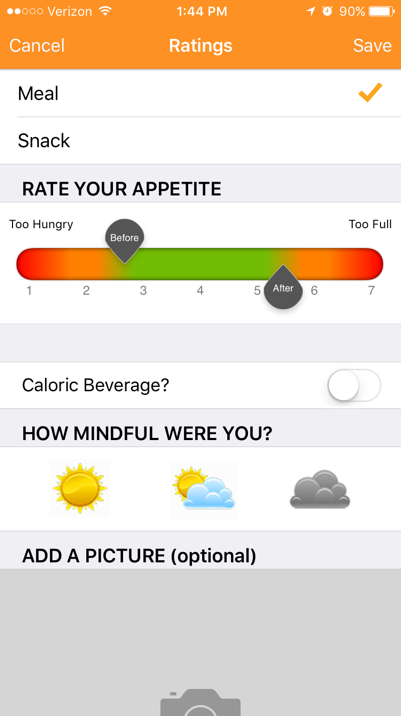 Verizon 1:44 PM 90%
Cancel Ratings Save
Meal
Snack
RATE YOUR APPETITE
Too Hungry Too Full
Before
1 2 3 4 5 6 7
After
Caloric Beverage?
HOW MINDFUL WERE YOU?
ADD A PICTURE (optional)